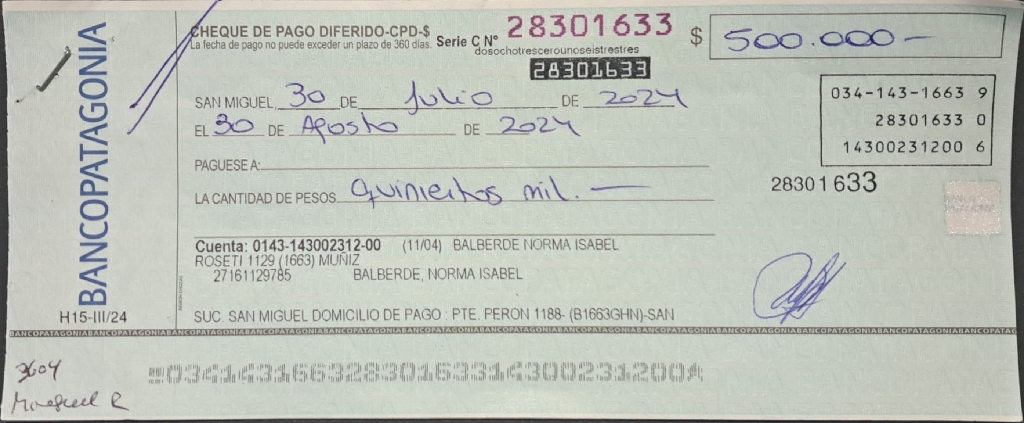 BANCOPATAGONIA
H15-III/24
CHEQUE DE PAGO DIFERIDO-CPD-$
La fecha de pago no puede exceder un plazo de 360 días.
Serie C Nº 28301633
dosochotrescerounoseistrestres
28301633
$ 500.000 —
SAN MIGUEL, 30 DE Julio DE 2024
EL 30 DE Agosto DE 2024
034-143-1663 9
28301633 0
14300231200 6
PAGUESE A:
LA CANTIDAD DE PESOS Quinientos mil. —
28301633
Cuenta: 0143-143002312-00 (11/04) BALBERDE NORMA ISABEL
ROSETI 1129 (1663) MUÑIZ
27161129785 BALBERDE, NORMA ISABEL
SUC. SAN MIGUEL DOMICILIO DE PAGO : PTE. PERON 1188- (B1663GHN)-SAN
BANCOPATAGONIABANCOPATAGONIABANCOPATAGONIABANCOPATAGONIABANCOPATAGONIABANCOPATAGONIABANCOPATAGONIABANCOPATAGONIABANCOPATAGONIABANCOPATAGONIABANCOPATAGONIABANCOPATAG
03414316632830163314300231200
3604